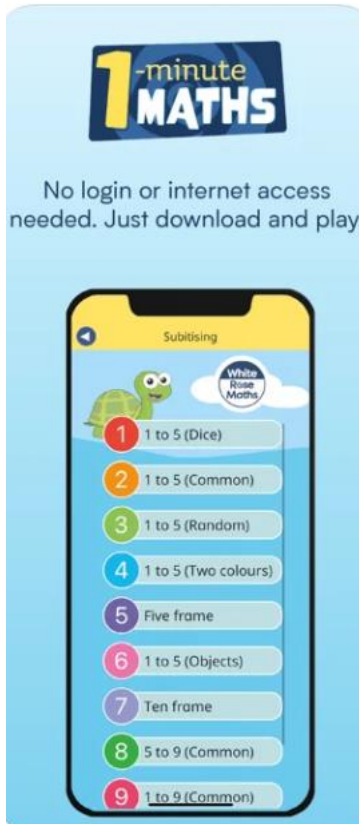 1-minute
MATHS
No login or internet access
needed. Just download and play
Subitising
White
Rose
Maths
1 1 to 5 (Dice)
2 1 to 5 (Common)
3 1 to 5 (Random)
4 1 to 5 (Two colours)
5 Five frame
6 1 to 5 (Objects)
7 Ten frame
8 5 to 9 (Common)
9 1 to 9 (Common)